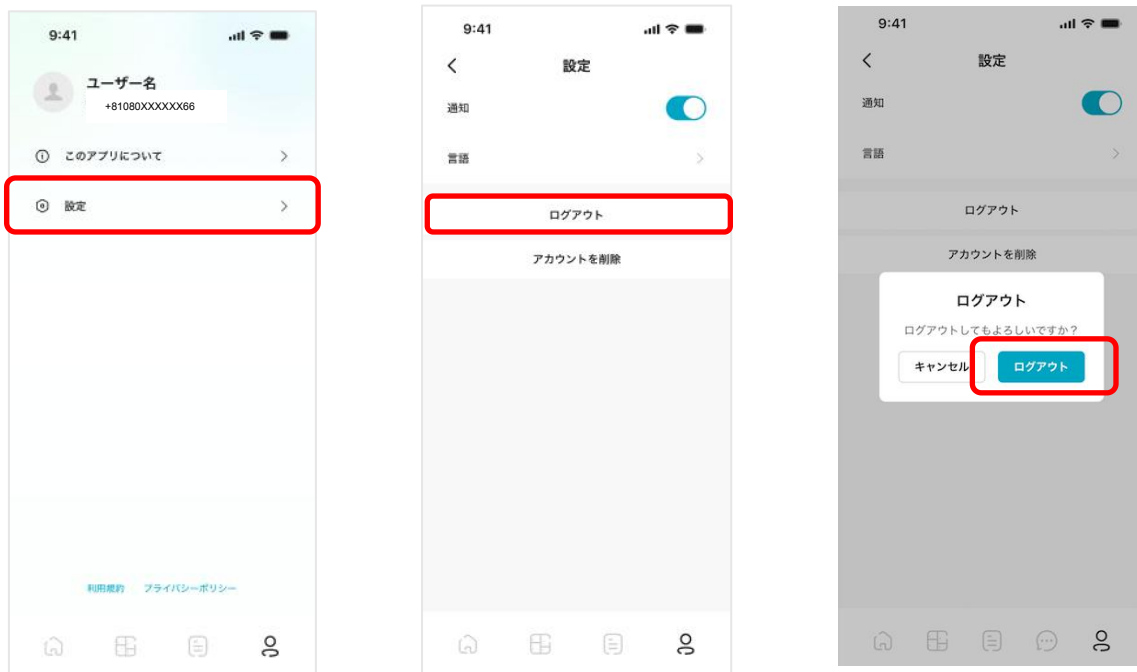 9:41
ユーザー名
+81080XXXXXX66
このアプリについて
設定
利用規約 プライバシーポリシー
9:41
設定
通知
言語
ログアウト
アカウントを削除
9:41
設定
通知
言語
ログアウト
アカウントを削除
ログアウト
ログアウトしてもよろしいですか？
キャンセル ログアウト